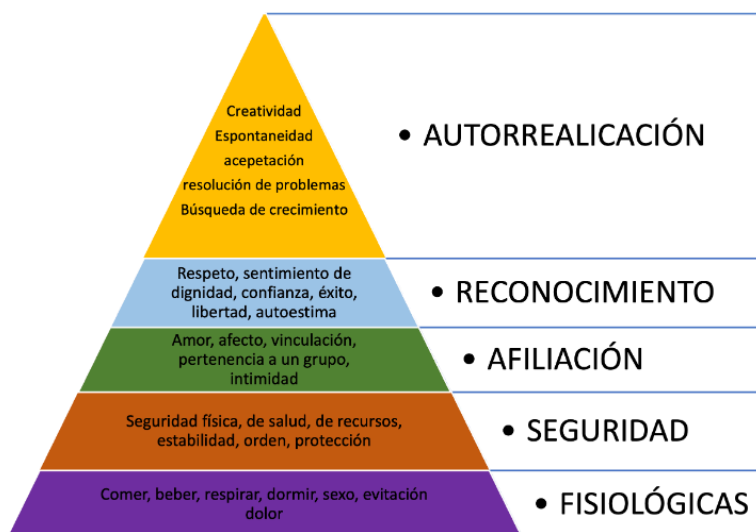 Creatividad
Espontaneidad
acepetación
resolución de problemas
Búsqueda de crecimiento
• AUTORREALICACIÓN
Respeto, sentimiento de
dignidad, confianza, éxito,
libertad, autoestima
• RECONOCIMIENTO
Amor, afecto, vinculación,
pertenencia a un grupo,
intimidad
• AFILIACIÓN
Seguridad física, de salud, de recursos,
estabilidad, orden, protección
• SEGURIDAD
Comer, beber, respirar, dormir, sexo, evitación
dolor
• FISIOLÓGICAS